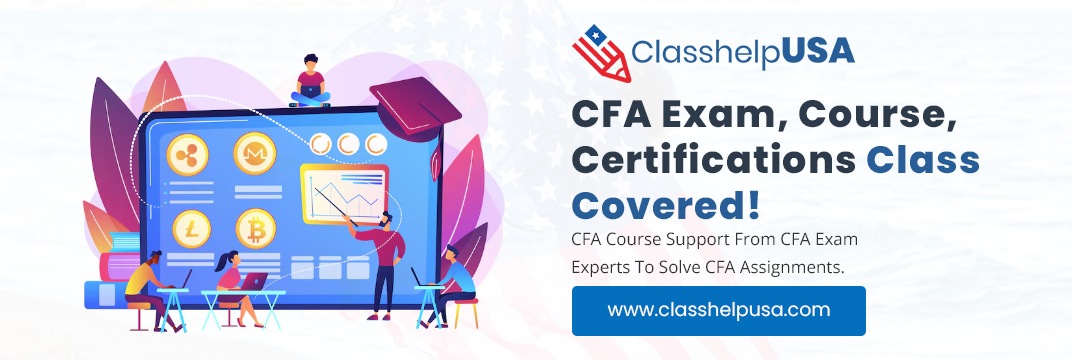 ClasshelpUSA
CFA Exam, Course,
Certifications Class
Covered!
CFA Course Support From CFA Exam
Experts To Solve CFA Assignments.
www.classhelpusa.com